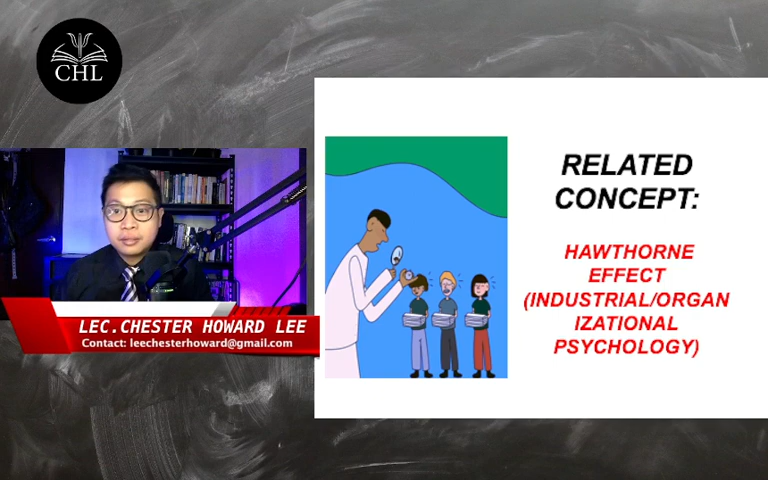 CHL
LEC.CHESTER HOWARD LEE
Contact: leechesterhoward@gmail.com
RELATED
CONCEPT:
HAWTHORNE
EFFECT
(INDUSTRIAL/ORGAN
IZATIONAL
PSYCHOLOGY)